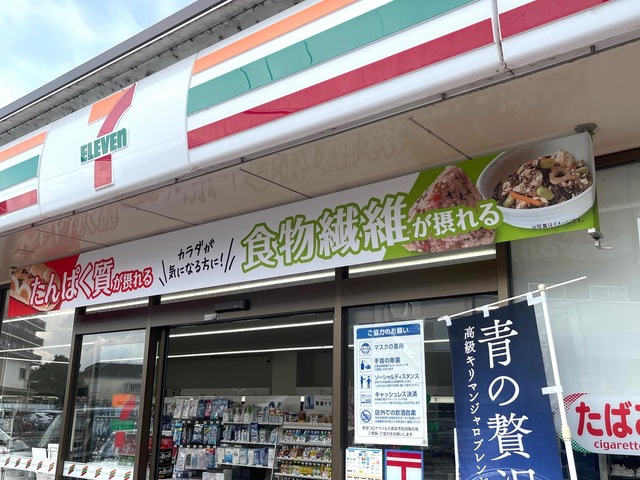 7
ELEVEN
たんぱく質が摂れる
カラダが
気になる方に!
食物繊維が摂れる
ご協力のお願い
マスクの着用
手指の除菌
ソーシャルディスタンス
キャッシュレス決済
店内での飲酒自粛
青の贅沢
高級キリマンジャロブレンド
たばこ
cigarette